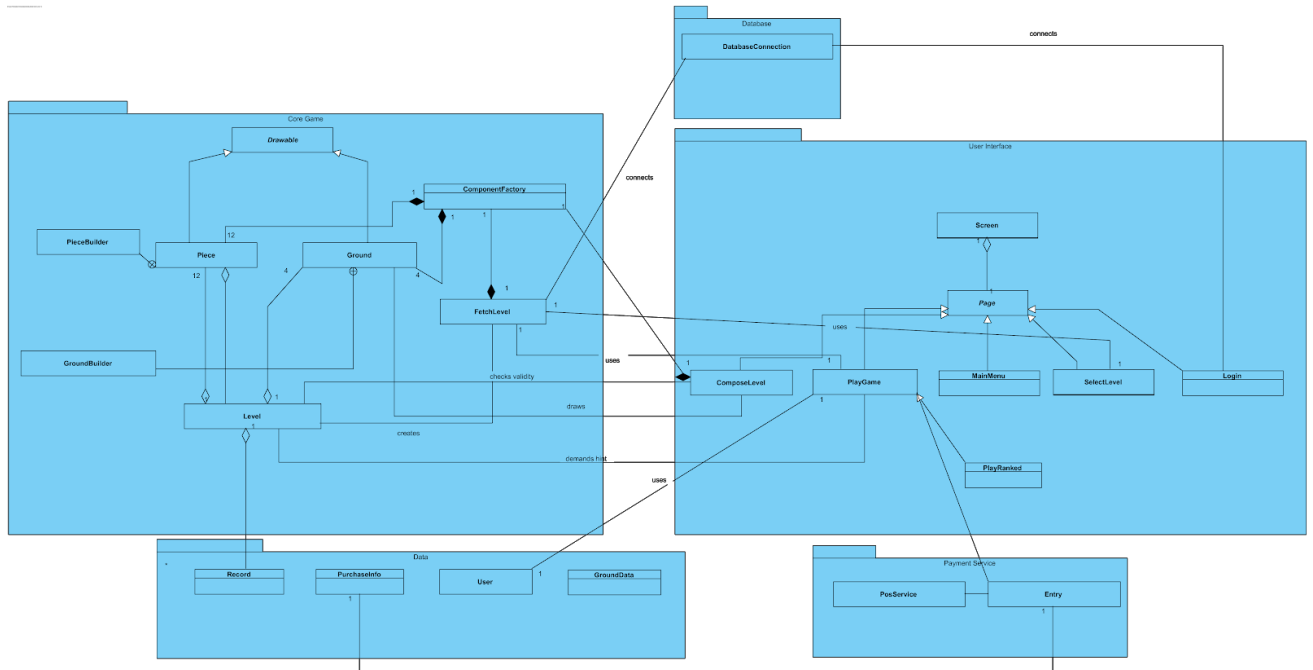 Database
DatabaseConnection
connects
Core Game
Drawable
User Interface
connects
ComponentFactory
1
1
1
1
Screen
1
PieceBuilder
12
Piece
Ground
12
4
4
1
1
Page
FetchLevel
1
1
uses
GroundBuilder
uses
1
1
1
checks validity
ComposeLevel
PlayGame
MainMenu
SelectLevel
Login
1
1
1
draws
Level
1
creates
demands hint
PlayRanked
uses
Data
Payment Service
Record
PurchaseInfo
User
1
GroundData
PosService
Entry
1
1